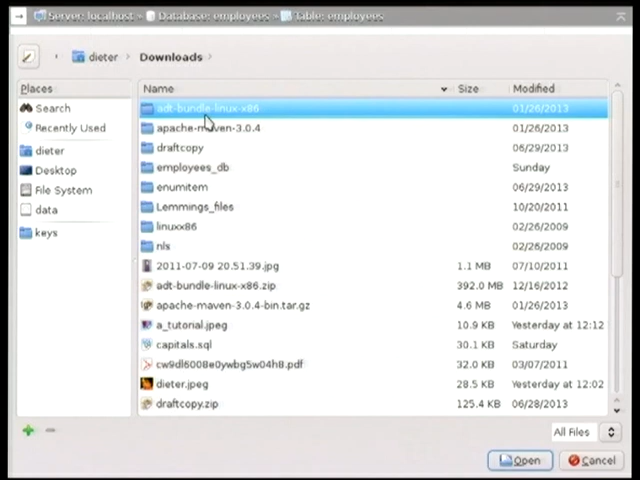 Server: localhost » Database: employees » Table: employees
dieter Downloads
Places Name Size Modified
Search adt-bundle-linux-x86 01/26/2013
Recently Used apache-maven-3.0.4 01/26/2013
draftcopy 06/29/2013
dieter employees_db Sunday
Desktop enumitem 06/29/2013
File System Lemmings_files 10/20/2011
data linuxx86 02/26/2009
keys nls 02/26/2009
2011-07-09 20.51.39.jpg 1.1 MB 07/10/2011
adt-bundle-linux-x86.zip 392.0 MB 12/16/2012
apache-maven-3.0.4-bin.tar.gz 4.6 MB 01/26/2013
a_tutorial.jpeg 10.9 KB Yesterday at 12:12
capitals.sql 30.1 KB Saturday
cw9dl6008e0ywbg5w04h8.pdf 32.0 KB 03/07/2011
dieter.jpeg 28.5 KB Yesterday at 12:02
draftcopy.zip 125.4 KB 06/28/2013
All Files
Open Cancel